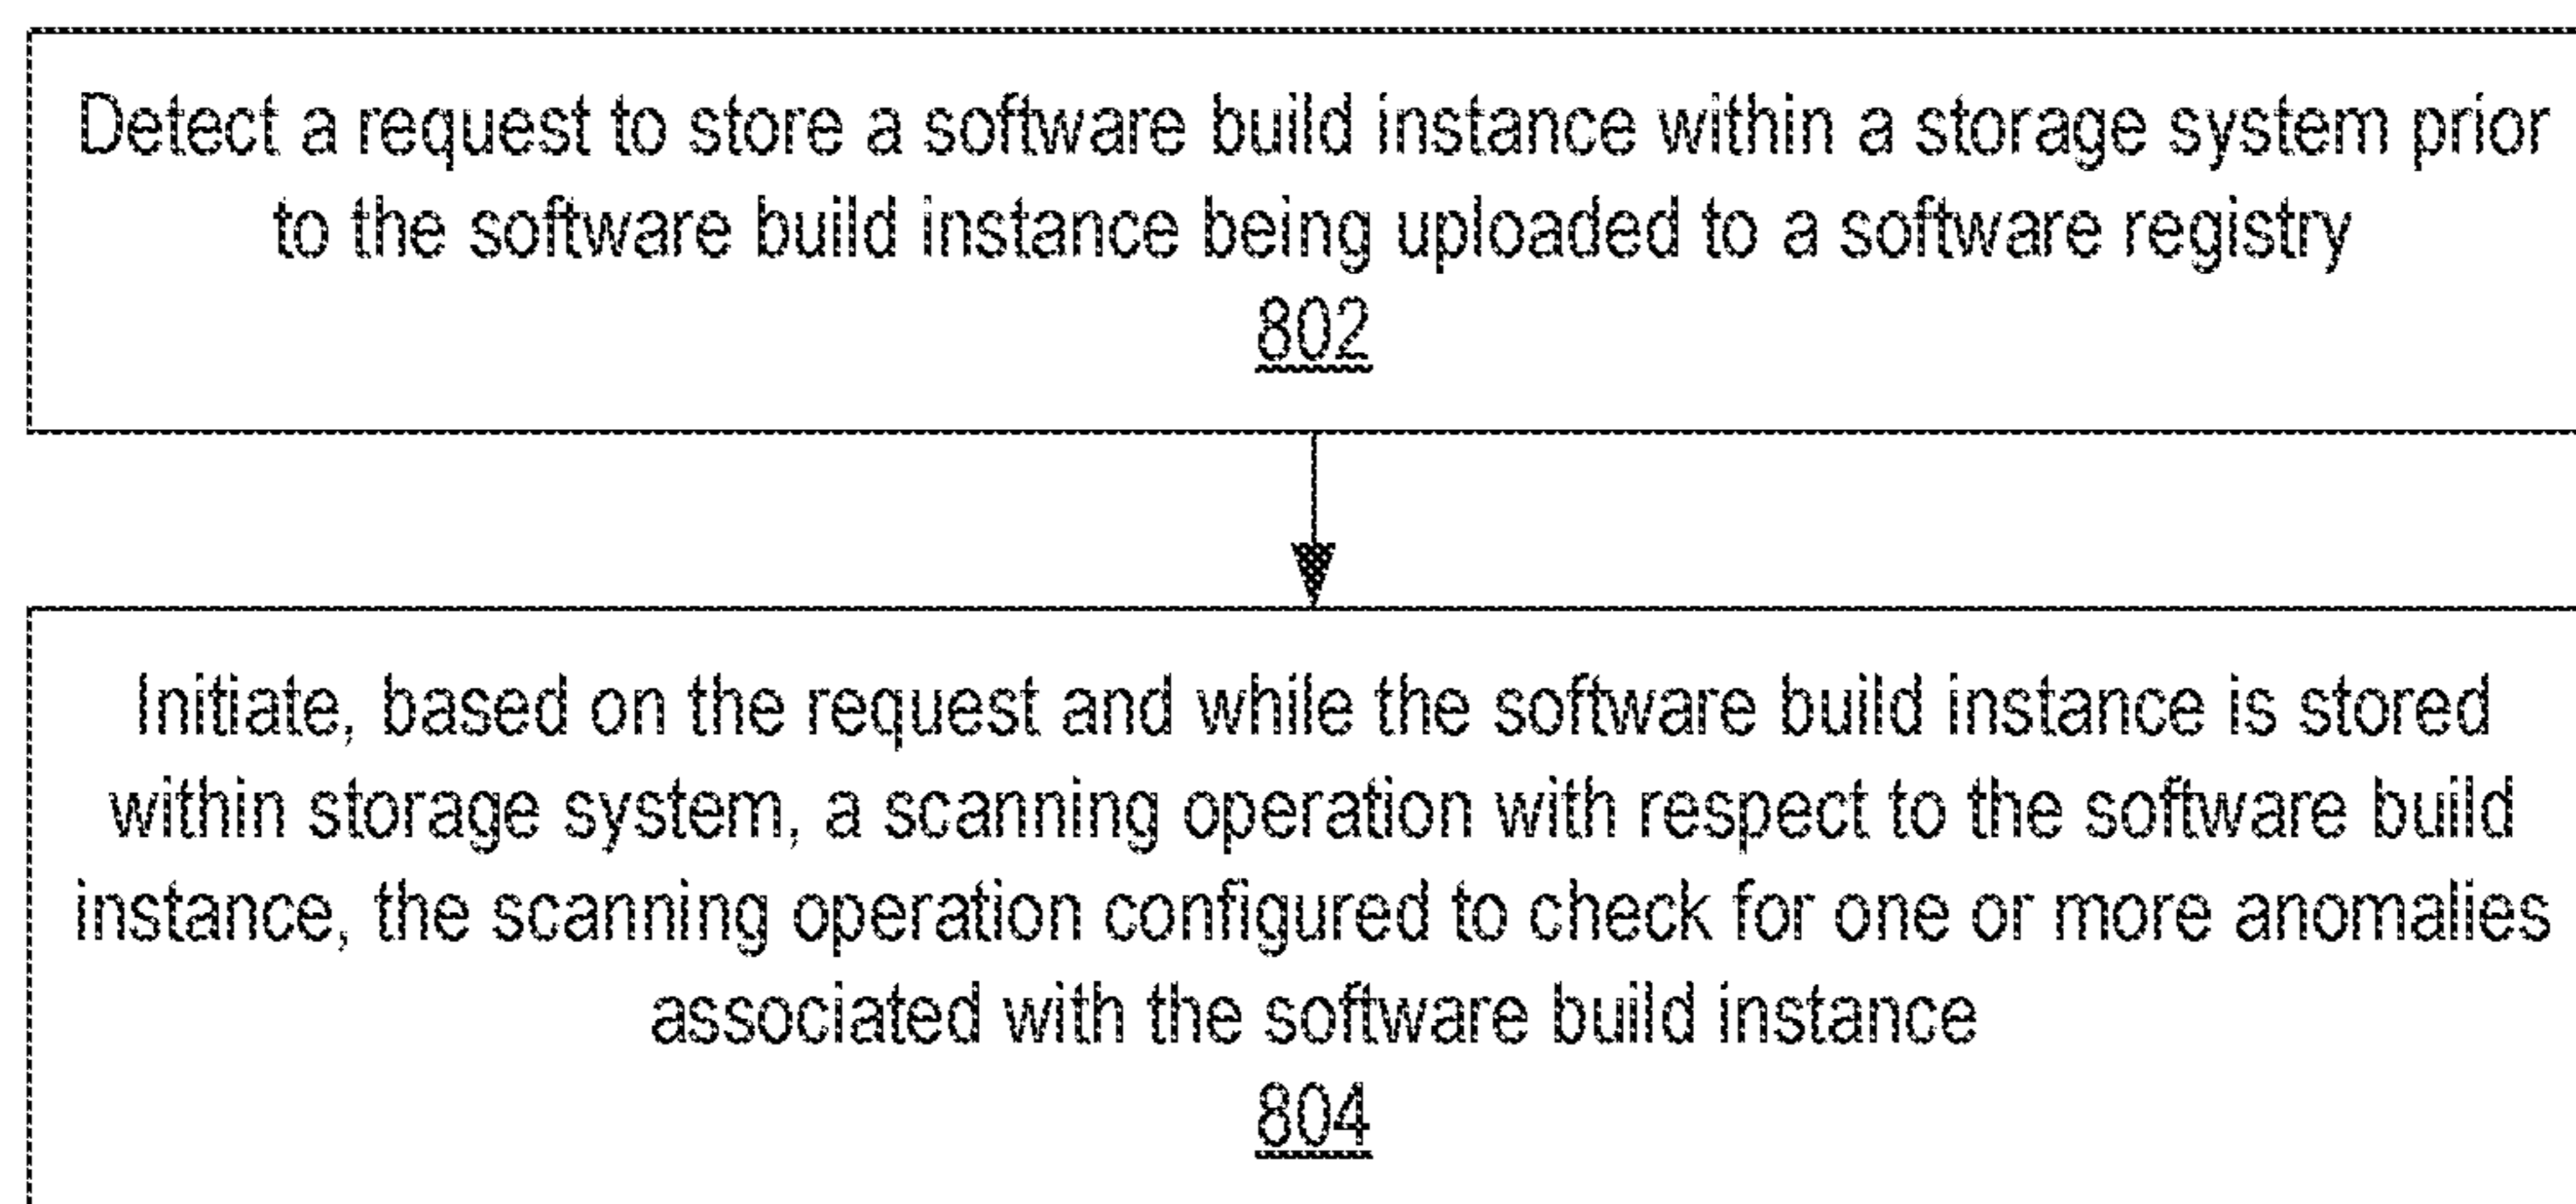 Detect a request to store a software build instance within a storage system prior
to the software build instance being uploaded to a software registry
802
Initiate, based on the request and while the software build instance is stored
within storage system, a scanning operation with respect to the software build
instance, the scanning operation configured to check for one or more anomalies
associated with the software build instance
804